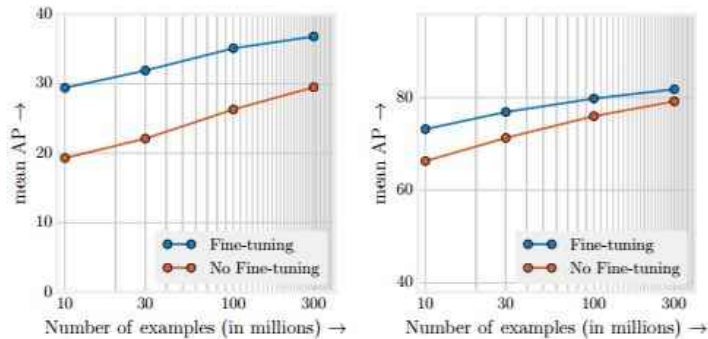 40
30
20
10
0
mean AP →
10 30 100 300
Number of examples (in millions) →
Fine-tuning
No Fine-tuning
80
60
40
mean AP →
10 30 100 300
Number of examples (in millions) →
Fine-tuning
No Fine-tuning